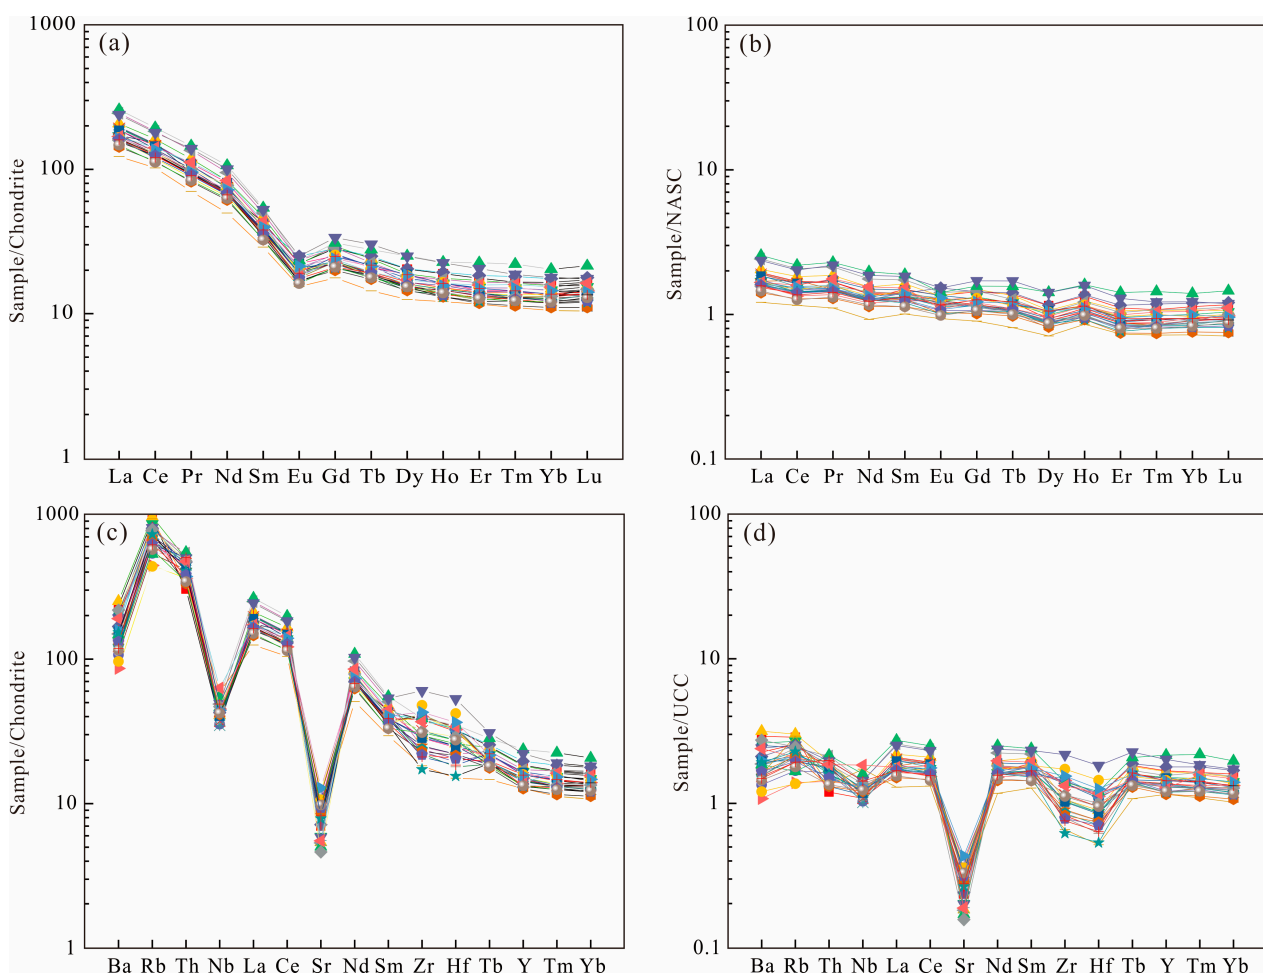 (a)
1000
100
10
1
Sample/Chondrite
La Ce Pr Nd Sm Eu Gd Tb Dy Ho Er Tm Yb Lu
(b)
100
10
1
0.1
Sample/NASC
La Ce Pr Nd Sm Eu Gd Tb Dy Ho Er Tm Yb Lu
(c)
1000
100
10
1
Sample/Chondrite
Ba Rb Th Nb La Ce Sr Nd Sm Zr Hf Tb Y Tm Yb
(d)
100
10
1
0.1
Sample/UCC
Ba Rb Th Nb La Ce Sr Nd Sm Zr Hf Tb Y Tm Yb